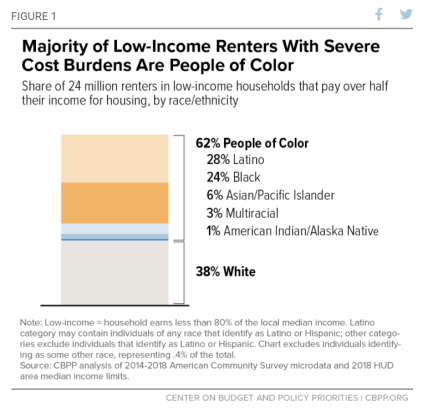 FIGURE 1
Majority of Low-Income Renters With Severe
Cost Burdens Are People of Color
Share of 24 million renters in low-income households that pay over half
their income for housing, by race/ethnicity
62% People of Color
28% Latino
24% Black
6% Asian/Pacific Islander
3% Multiracial
1% American Indian/Alaska Native
38% White
Note: Low-income = household earns less than 80% of the local median income. Latino
category may contain individuals of any race that identify as Latino or Hispanic; other catego-
ries exclude individuals that identify as Latino or Hispanic. Chart excludes individuals identify-
ing as some other race, representing .4% of the total.
Source: CBPP analysis of 2014-2018 American Community Survey microdata and 2018 HUD
area median income limits.
CENTER ON BUDGET AND POLICY PRIORITIES | CBPP.ORG